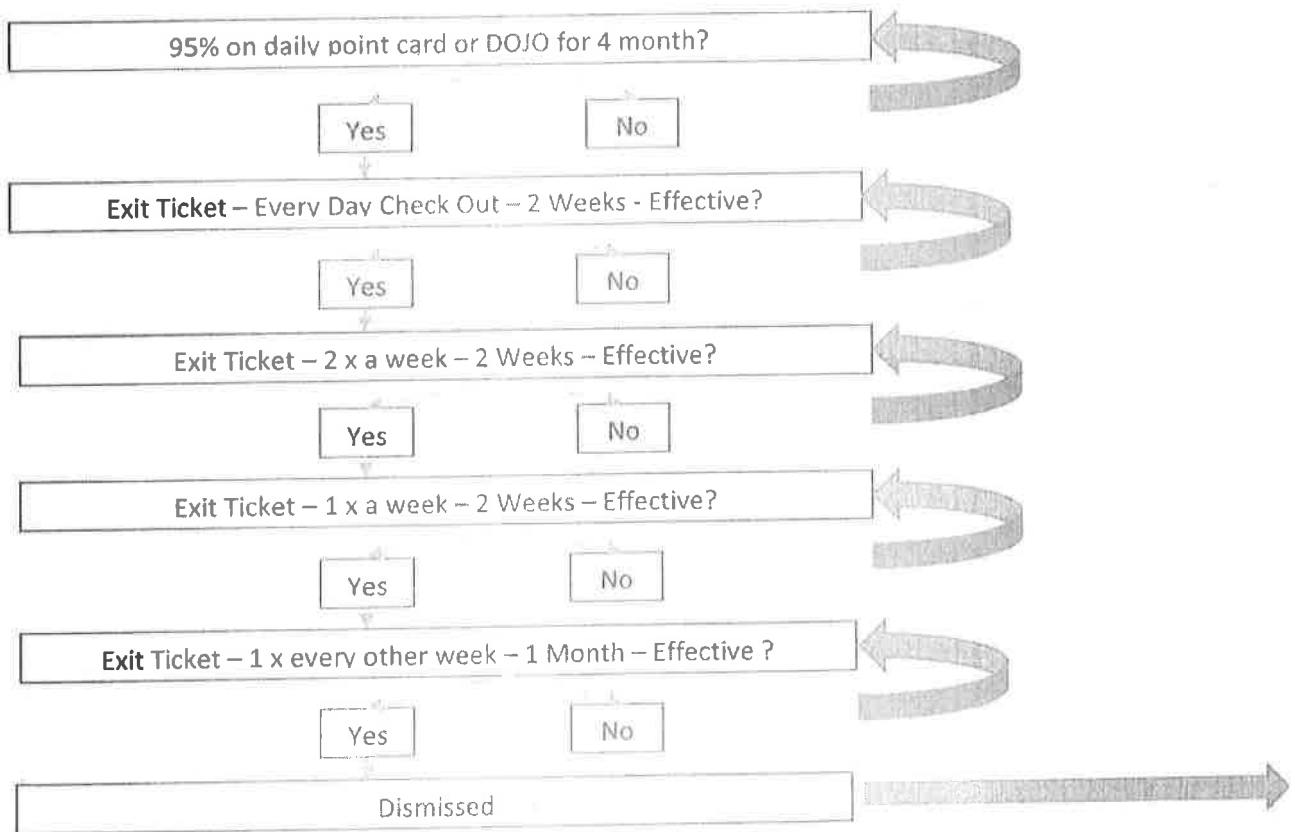 95% on daily point card or DOJO for 4 month?
Yes No
Exit Ticket – Every Day Check Out – 2 Weeks - Effective?
Yes No
Exit Ticket – 2 x a week – 2 Weeks – Effective?
Yes No
Exit Ticket – 1 x a week – 2 Weeks – Effective?
Yes No
Exit Ticket – 1 x every other week – 1 Month – Effective ?
Yes No
Dismissed